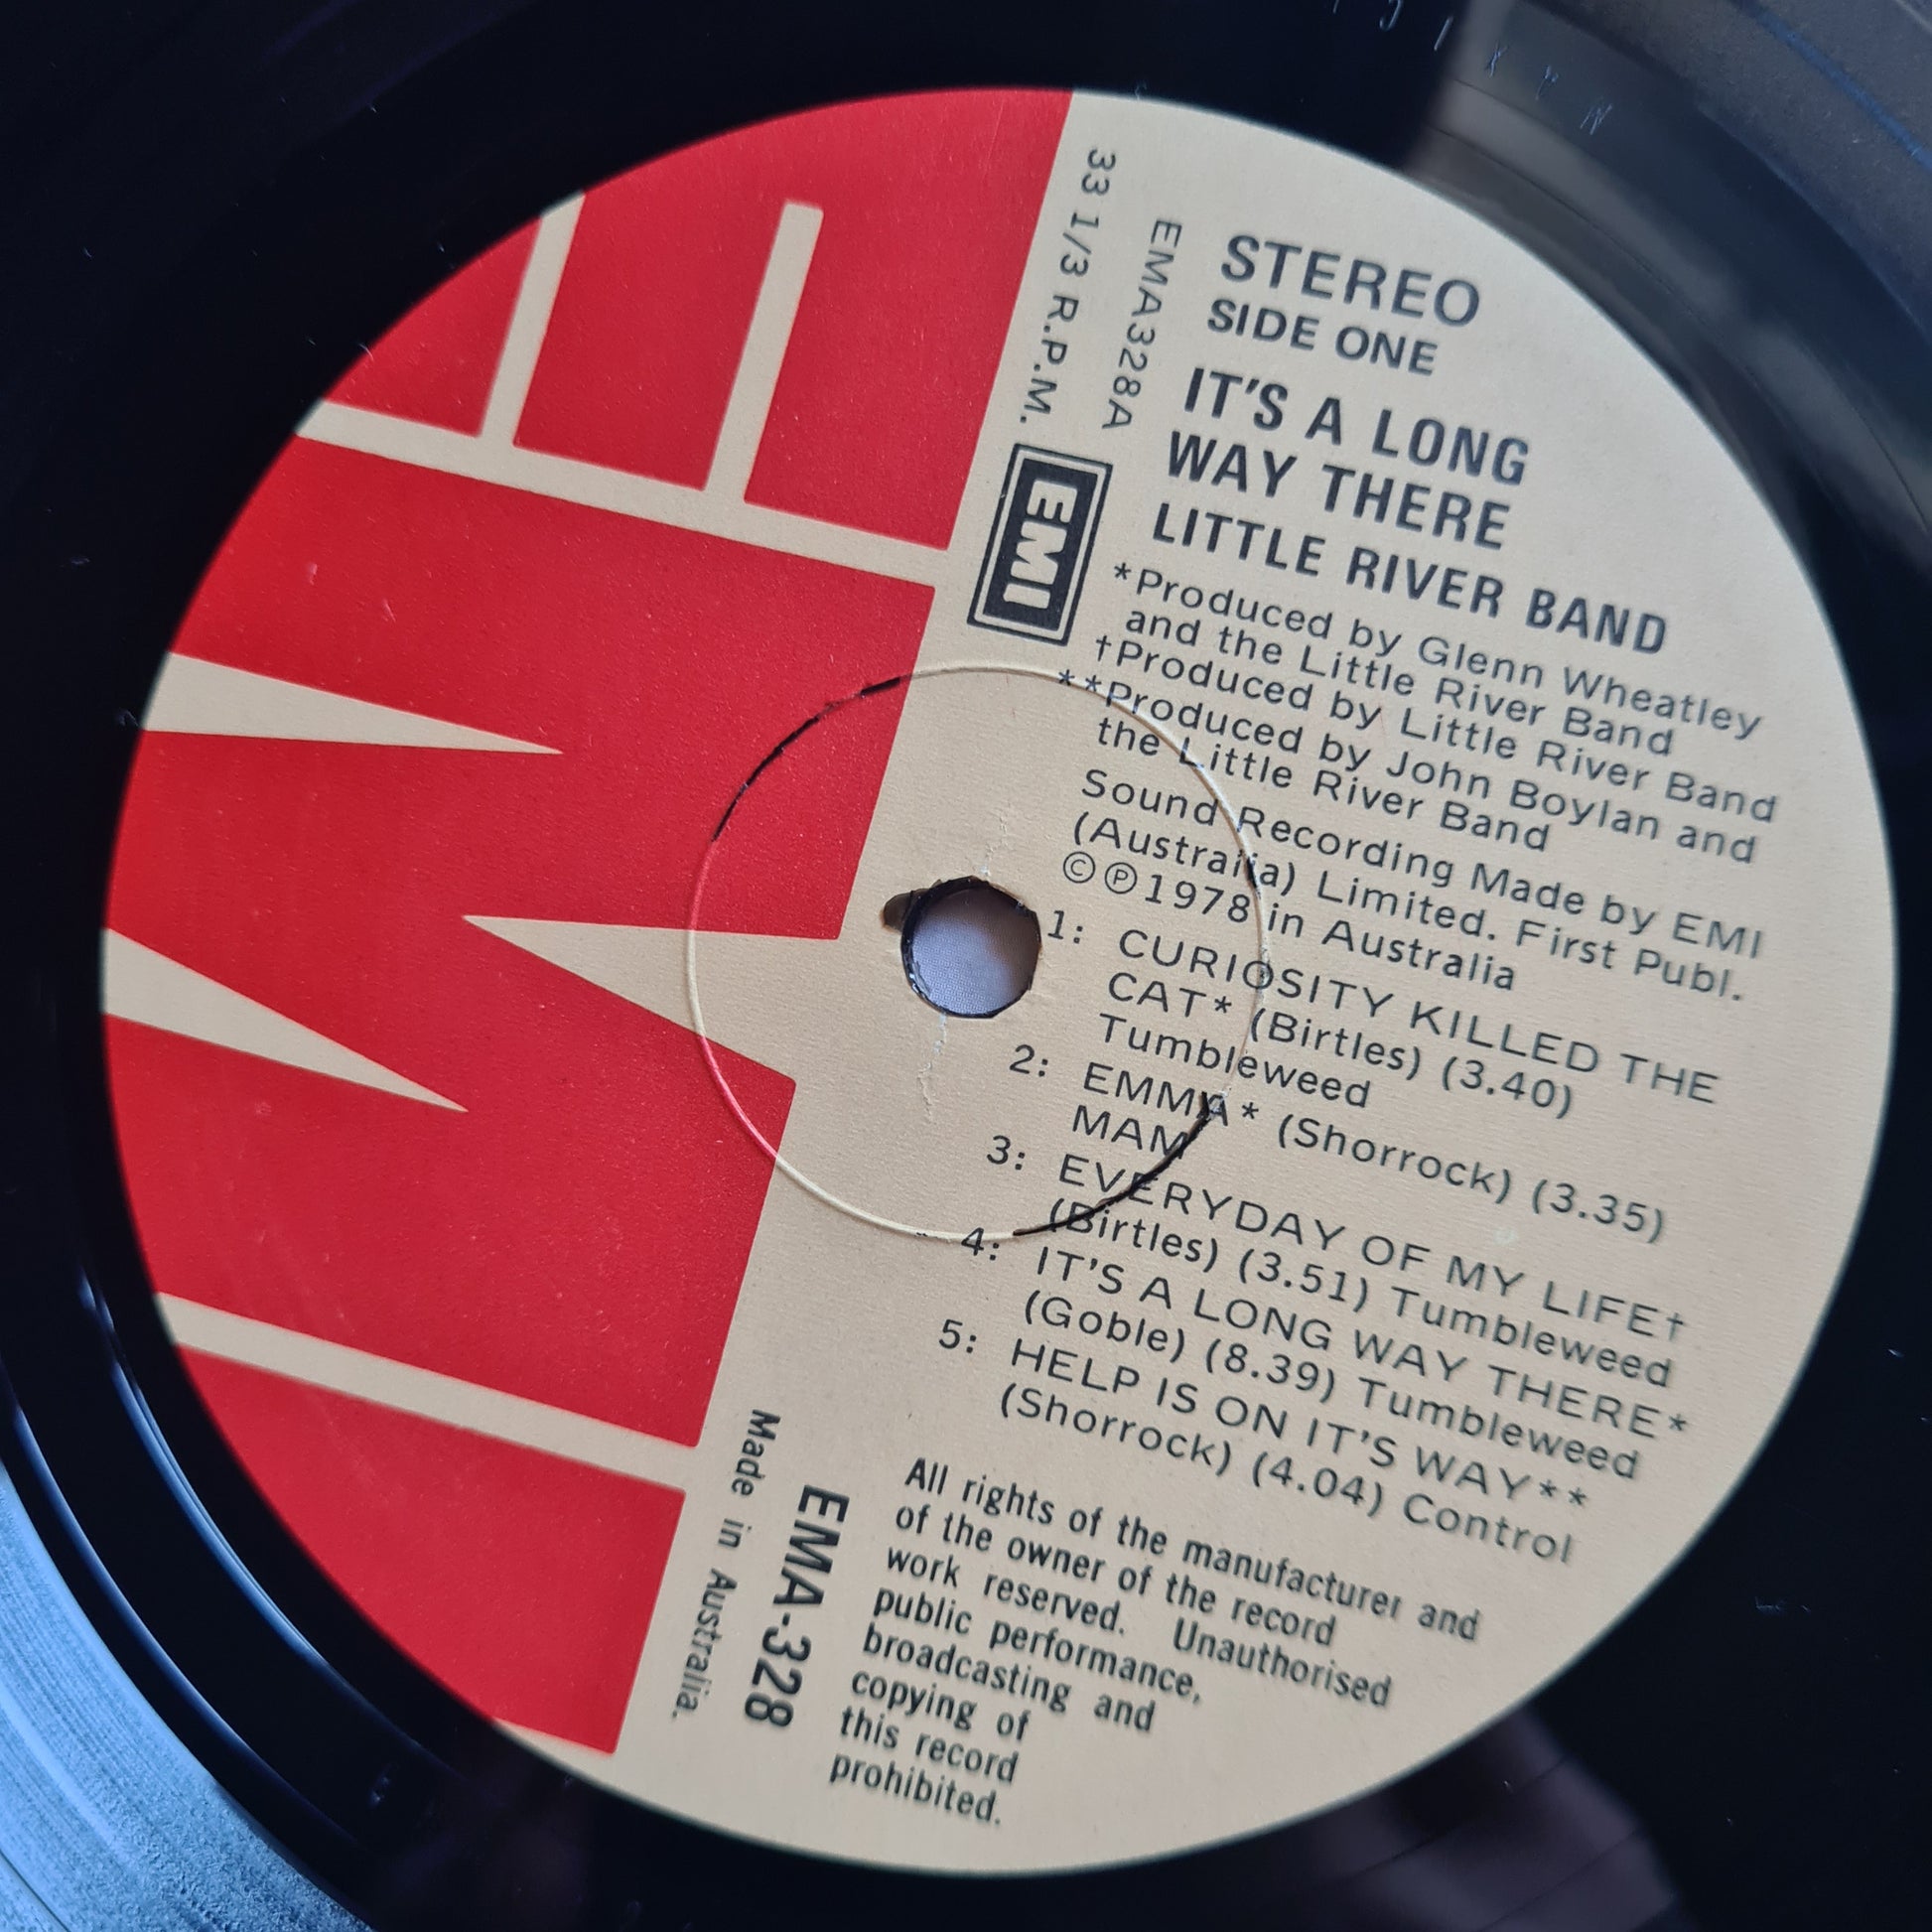 STEREO
SIDE ONE
IT'S A LONG
WAY THERE
LITTLE RIVER BAND
*Produced by Glenn Wheatley
and the Little River Band
†Produced by Little River Band
**Produced by John Boylan and
the Little River Band
Sound Recording Made by EMI
(Australia) Limited. First Publ.
©℗1978 in Australia
1: CURIOSITY KILLED THE
CAT* (Birtles) (3.40)
Tumbleweed
2: EMMA* (Shorrock) (3.35)
MAM
3: EVERYDAY OF MY LIFE†
(Birtles) (3.51) Tumbleweed
4: IT'S A LONG WAY THERE*
(Goble) (8.39) Tumbleweed
5: HELP IS ON IT'S WAY**
(Shorrock) (4.04) Control
All rights of the manufacturer and
of the owner of the record
work reserved. Unauthorised
public performance,
broadcasting and
copying of
this record
prohibited.
33 1/3 R.P.M.
EMA328A
EMI
EMA-328
Made in Australia.
EMI